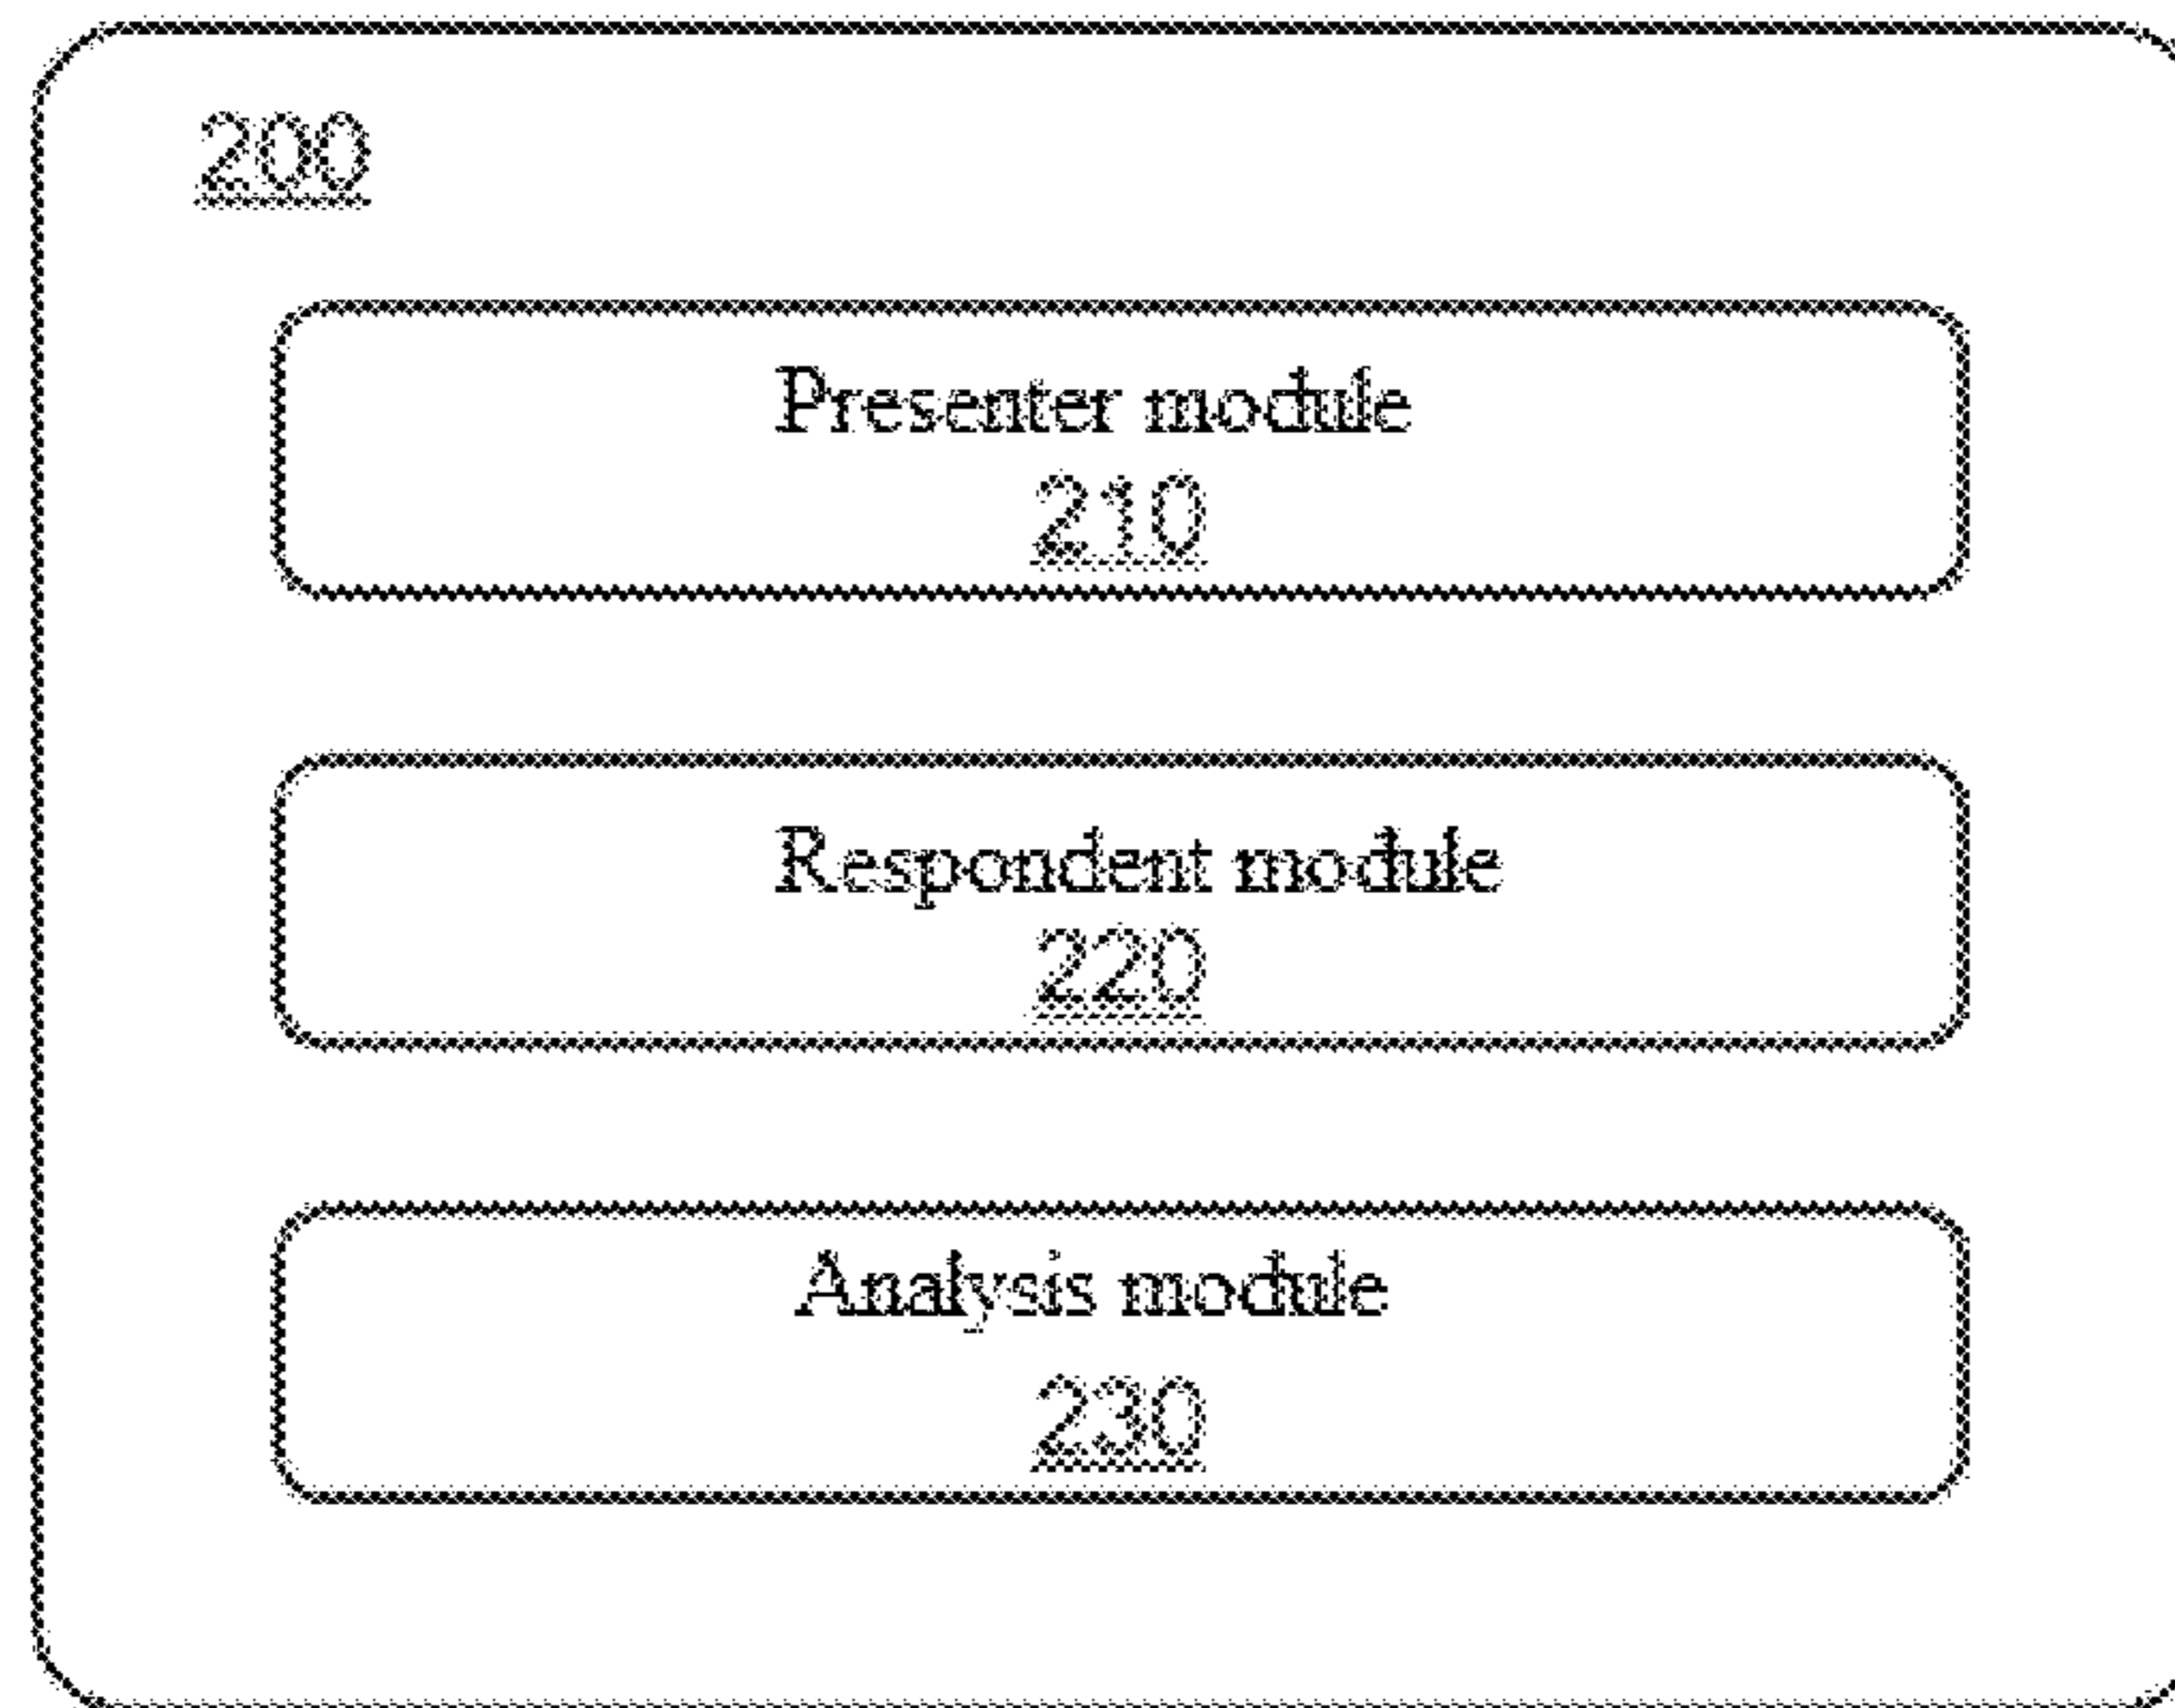 200
Presenter module
210
Respondent module
220
Analysis module
230